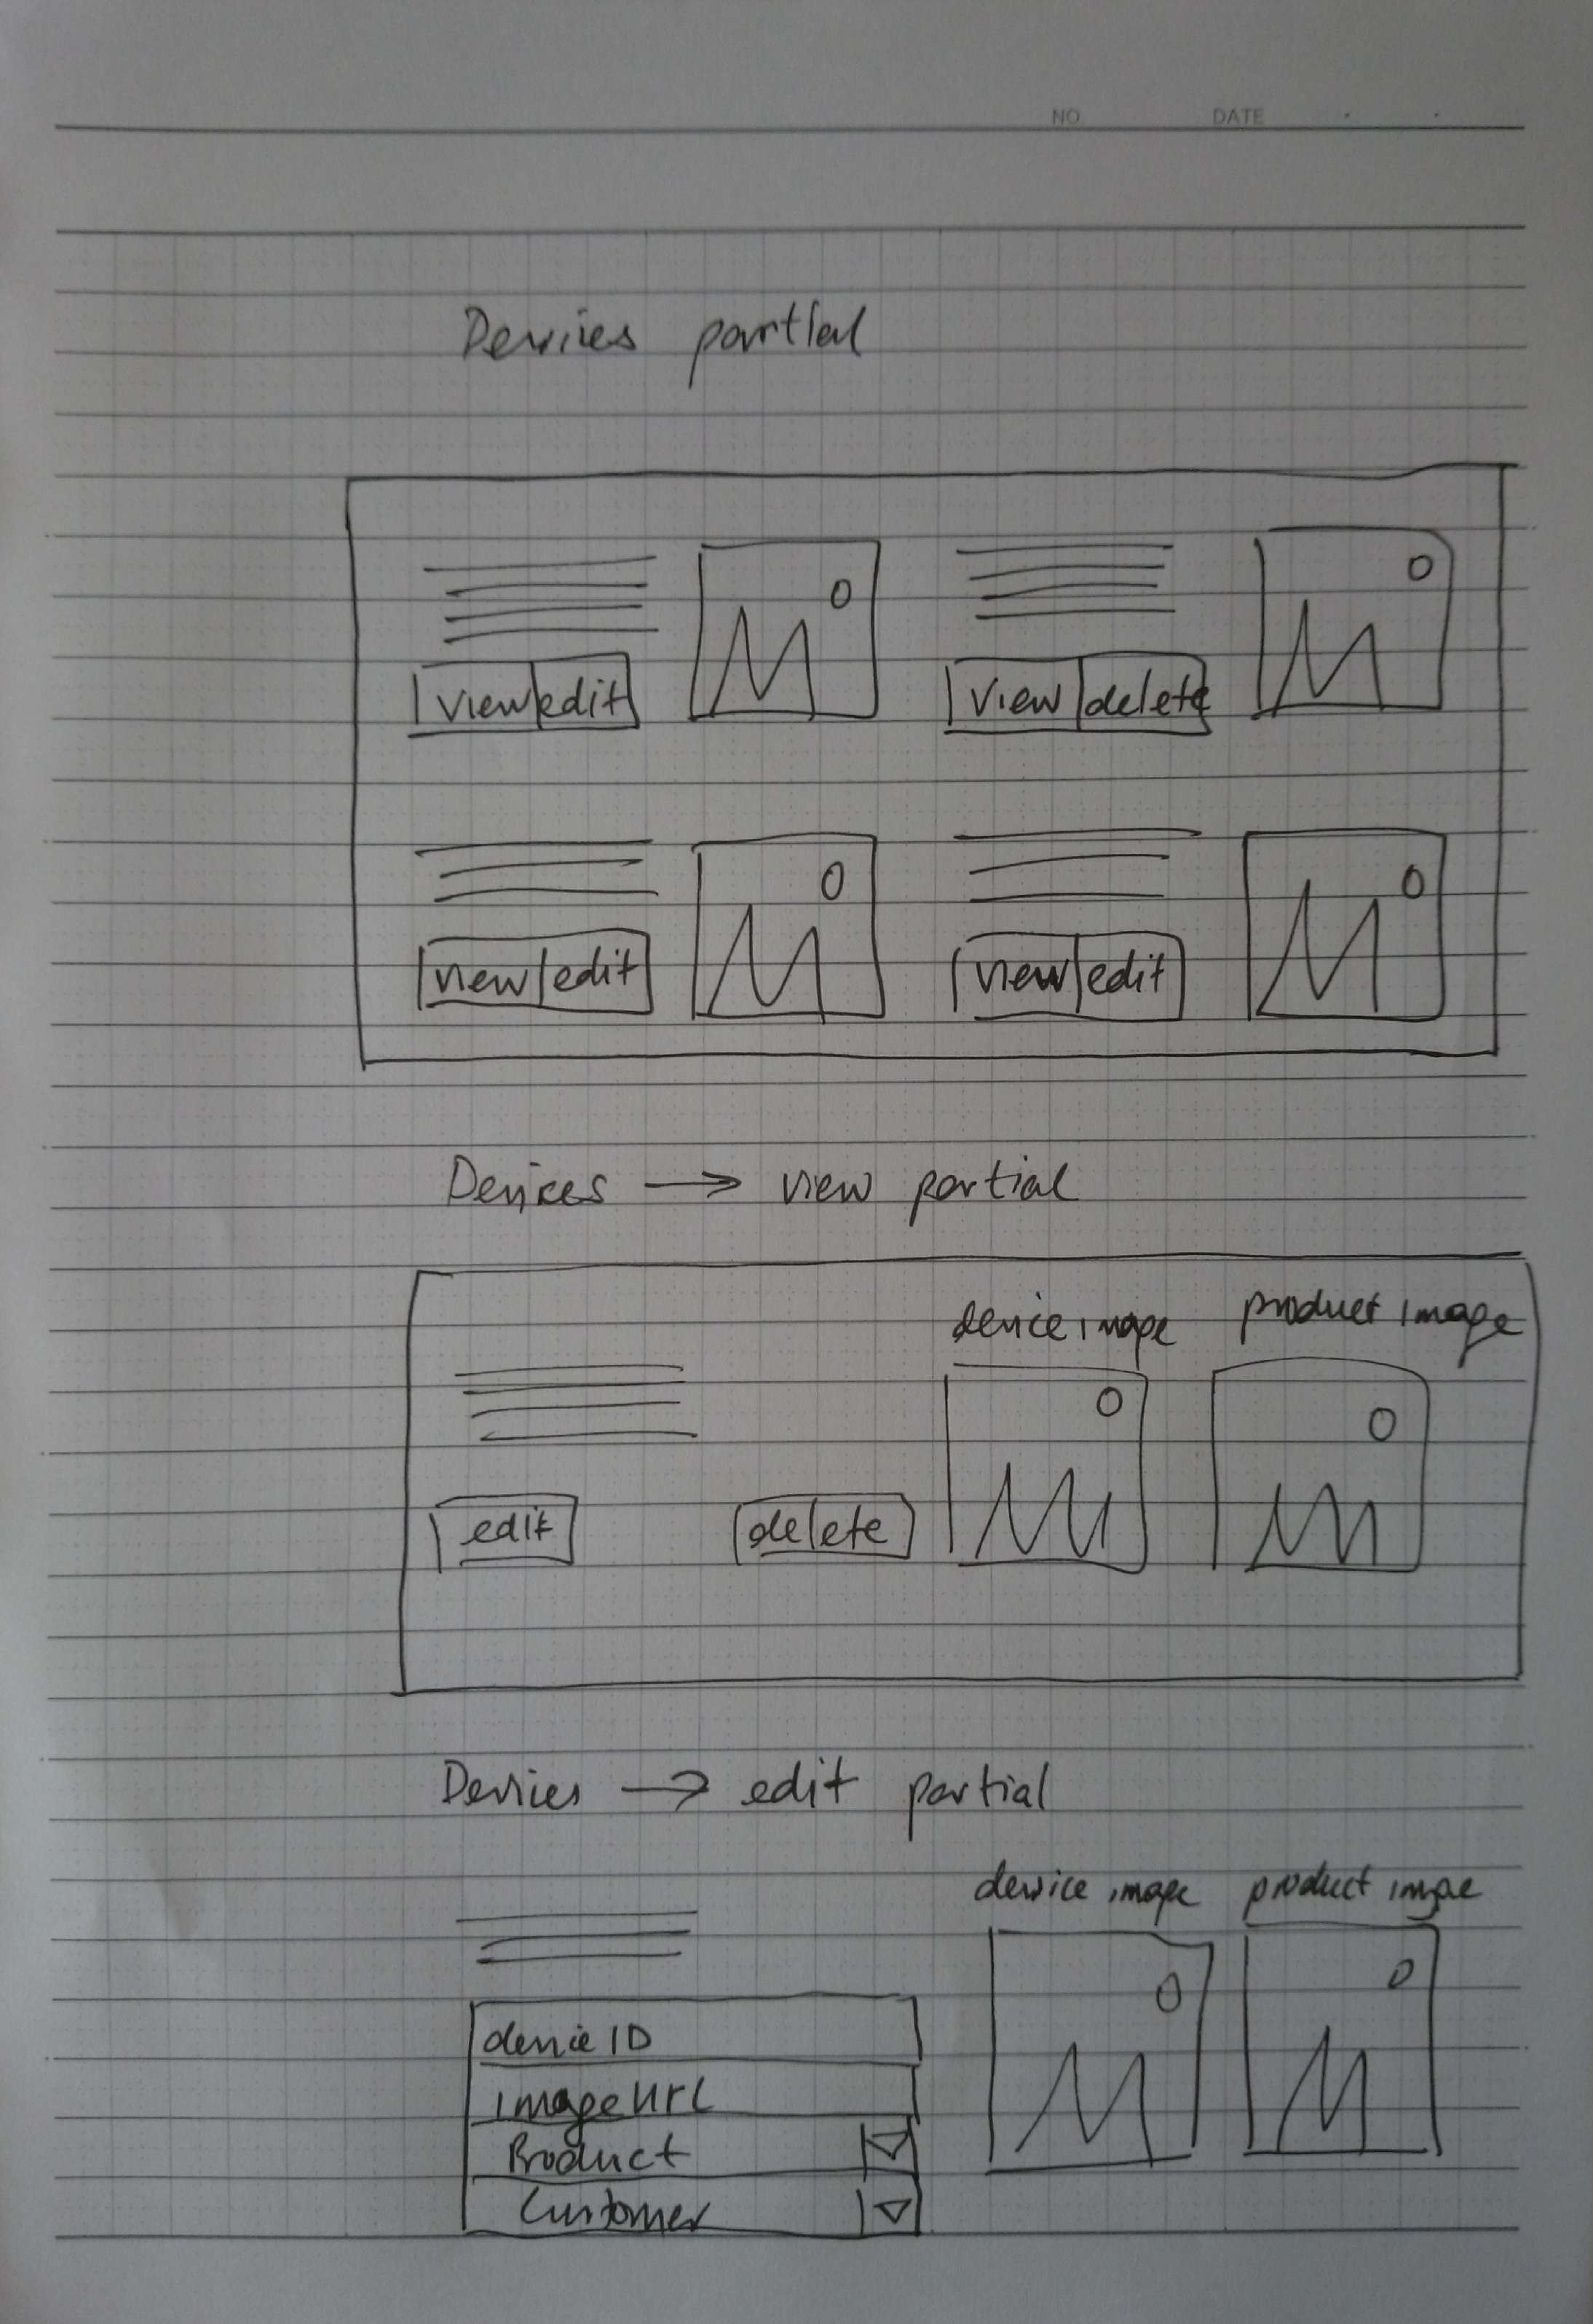 NO DATE
Devices partial
view edit view delete
view edit view edit
Devices → view partial
device image product image
edit delete
Devices → edit partial
device image product image
device ID
imageUrl
Product
Customer